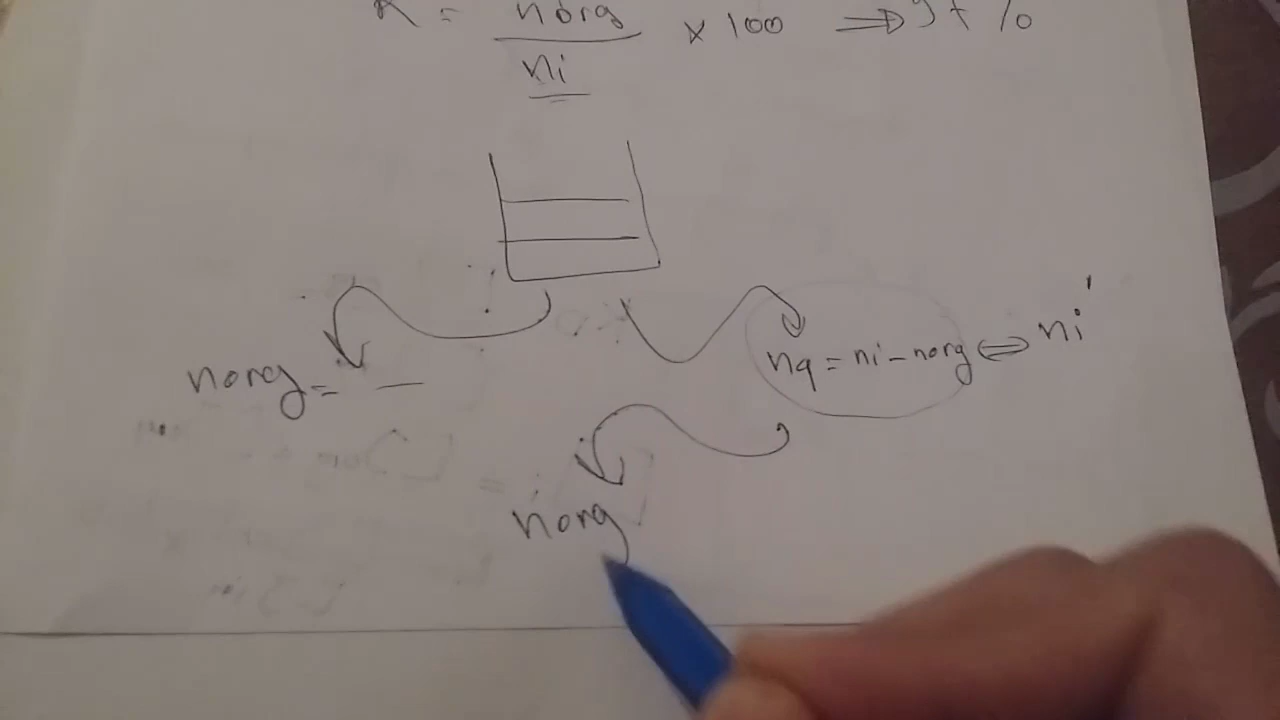 norg
ni × 100 ⇒
norg = —
nq = ni - norg ⇔ ni'
norg